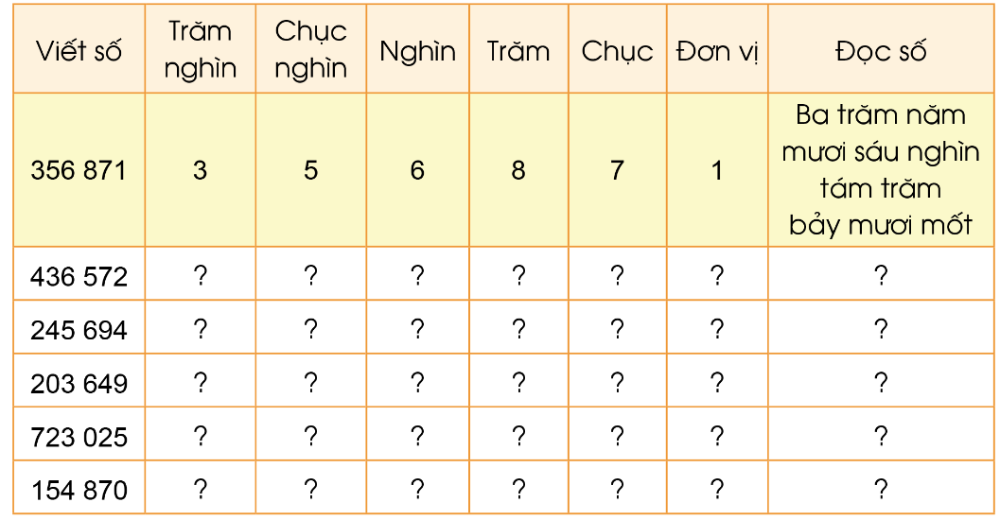 Viết số Trăm nghìn Chục nghìn Nghìn Trăm Chục Đơn vị Đọc số
356 871 3 5 6 8 7 1 Ba trăm năm
mươi sáu nghìn
tám trăm
bảy mươi mốt
436 572 ? ? ? ? ? ? ?
245 694 ? ? ? ? ? ? ?
203 649 ? ? ? ? ? ? ?
723 025 ? ? ? ? ? ? ?
154 870 ? ? ? ? ? ? ?